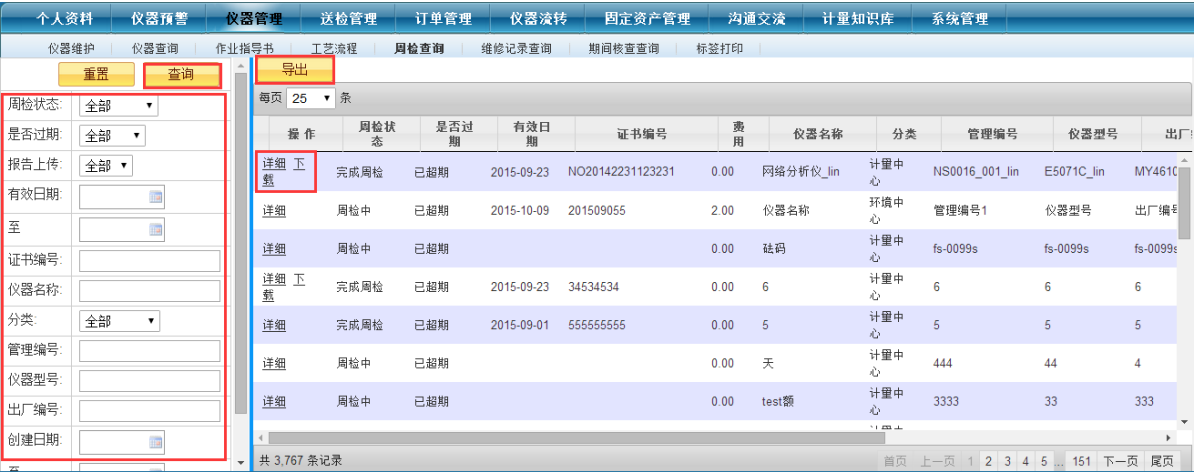 个人资料 仪器预警 仪器管理 送检管理 订单管理 仪器流转 固定资产管理 沟通交流 计量知识库 系统管理
仪器维护 仪器查询 作业指导书 工艺流程 周检查询 维修记录查询 期间核查查询 标签打印
重置 查询
周检状态: 全部
是否过期: 全部
报告上传: 全部
有效日期:
至
证书编号:
仪器名称:
分类: 全部
管理编号:
仪器型号:
出厂编号:
创建日期:
至
导出
每页 25 条
操作 周检状态 是否过期 有效日期 证书编号 费用 仪器名称 分类 管理编号 仪器型号 出厂
详细 下载 完成周检 已超期 2015-09-23 NO20142231123231 0.00 网络分析仪_lin 计量中心 NS0016_001_lin E5071C_lin MY4610
详细 周检中 已超期 2015-10-09 201509055 2.00 仪器名称 环境中心 管理编号1 仪器型号 出厂编号
详细 周检中 已超期 0.00 砝码 计量中心 fs-0099s fs-0099s fs-0099s
详细 下载 完成周检 已超期 2015-09-23 34534534 0.00 6 计量中心 6 6 6
详细 完成周检 已超期 2015-09-01 555555555 0.00 5 计量中心 5 5 5
详细 周检中 已超期 0.00 天 计量中心 444 44 4
详细 周检中 已超期 0.00 test额 计量中心 3333 33 333
共 3,767 条记录
首页 上一页 1 2 3 4 5 ... 151 下一页 尾页